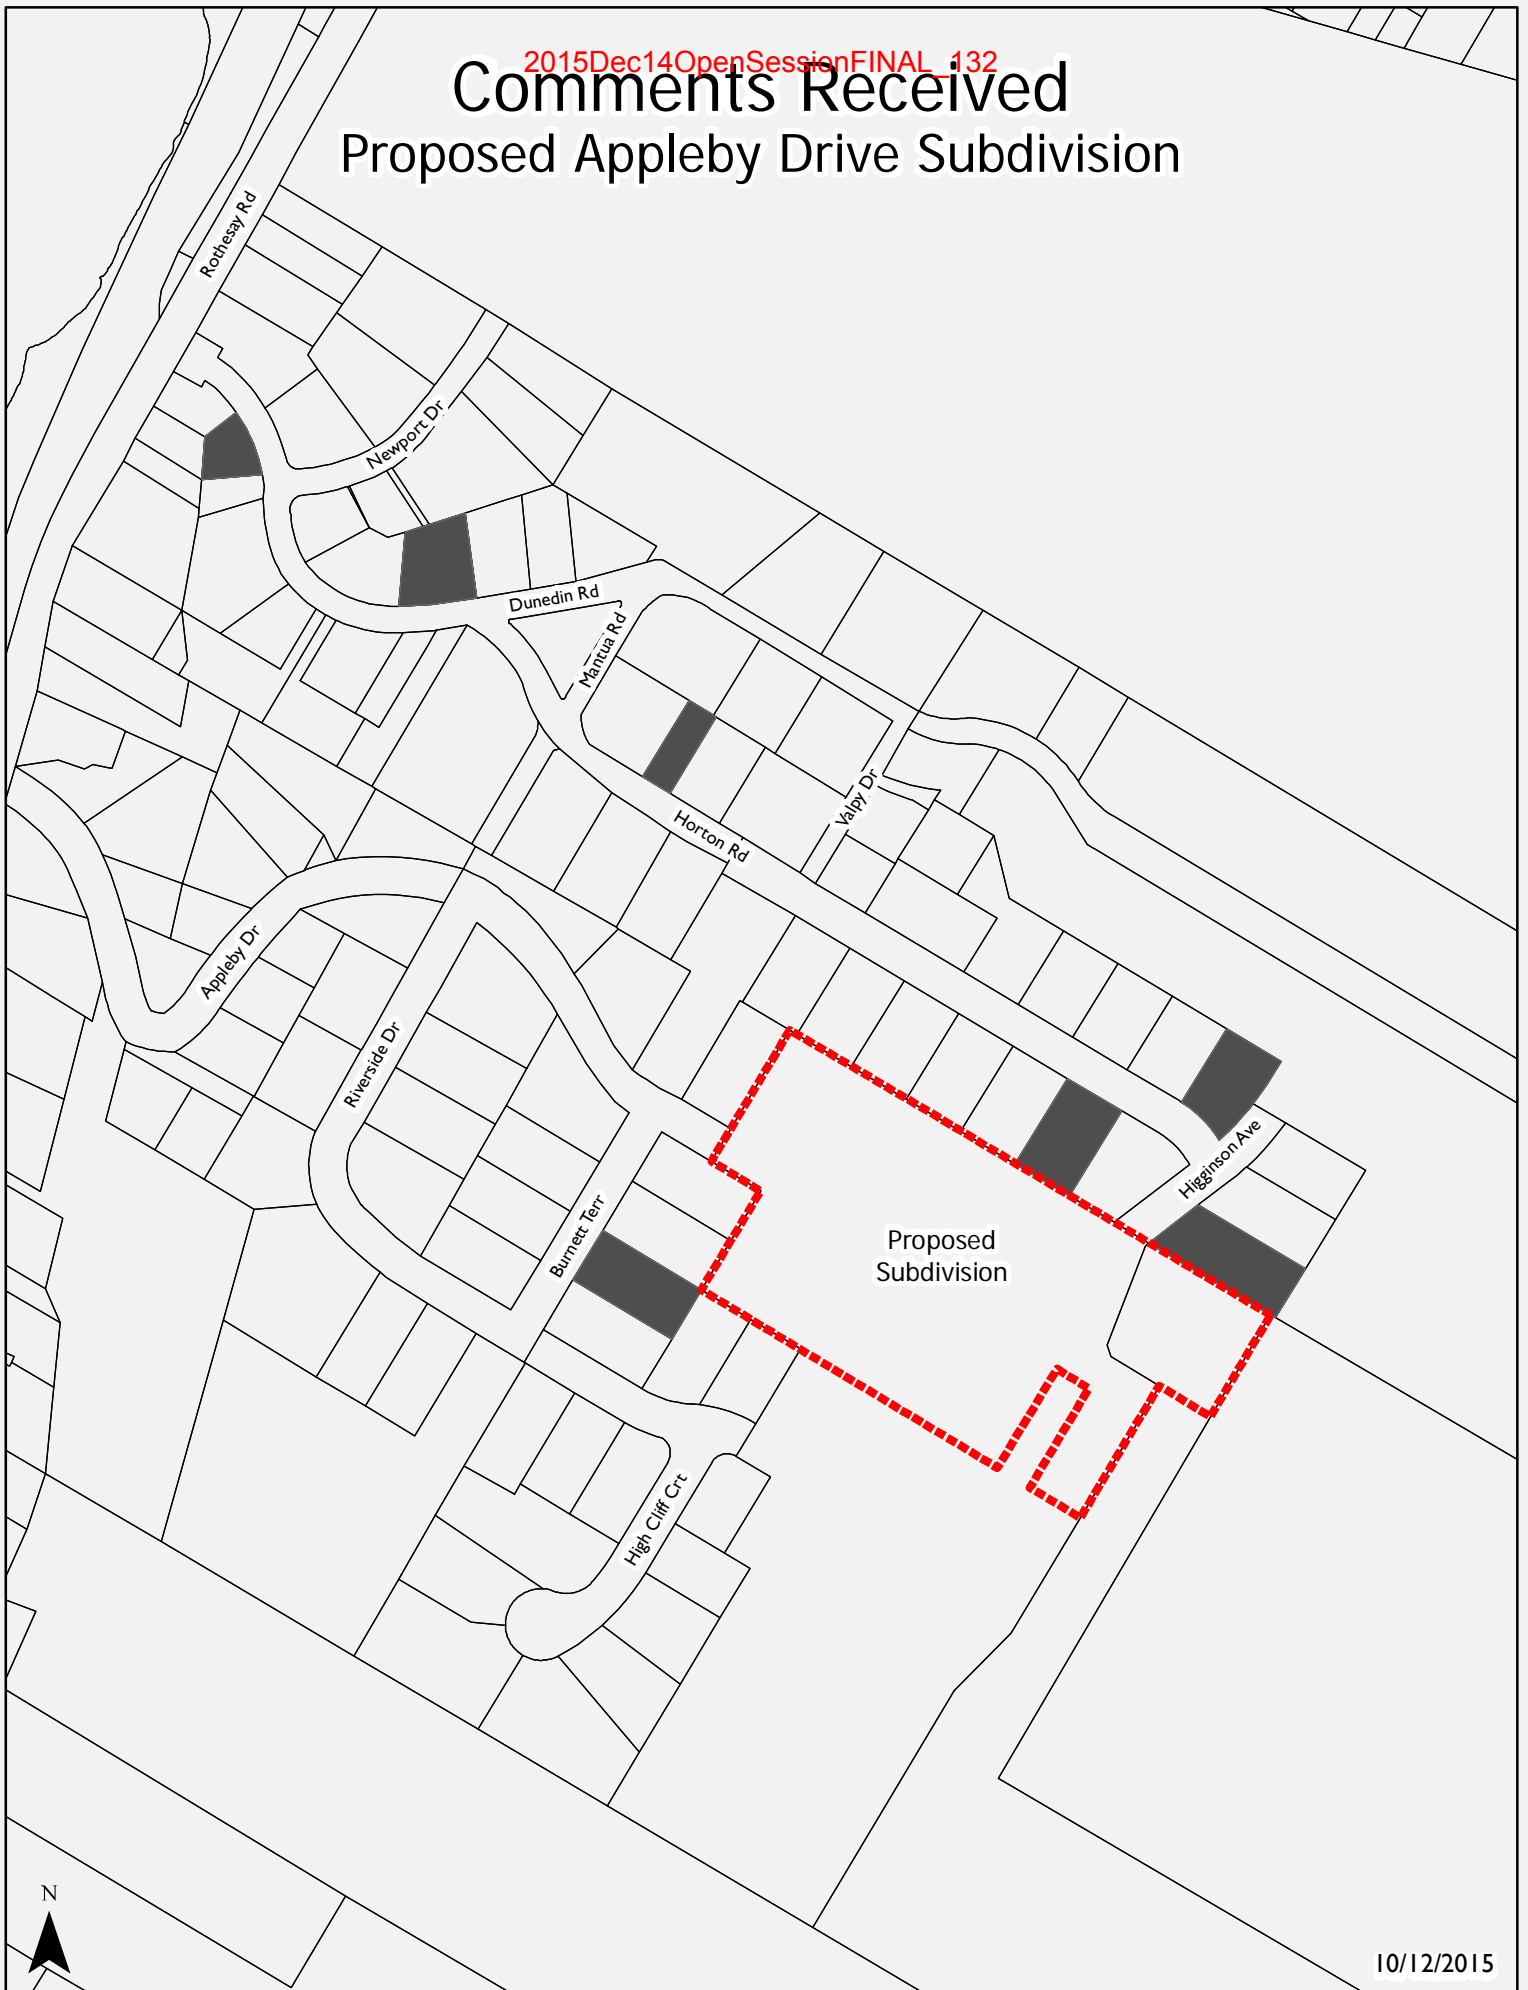 2015Dec14OpenSessionFINAL_132
Comments Received
Proposed Appleby Drive Subdivision
Rothesay Rd
Newport Dr
Dunedin Rd
Mantua Rd
Valpy Dr
Horton Rd
Appleby Dr
Riverside Dr
Higginson Ave
Burnett Terr
Proposed
Subdivision
High Cliff Crt
N
10/12/2015